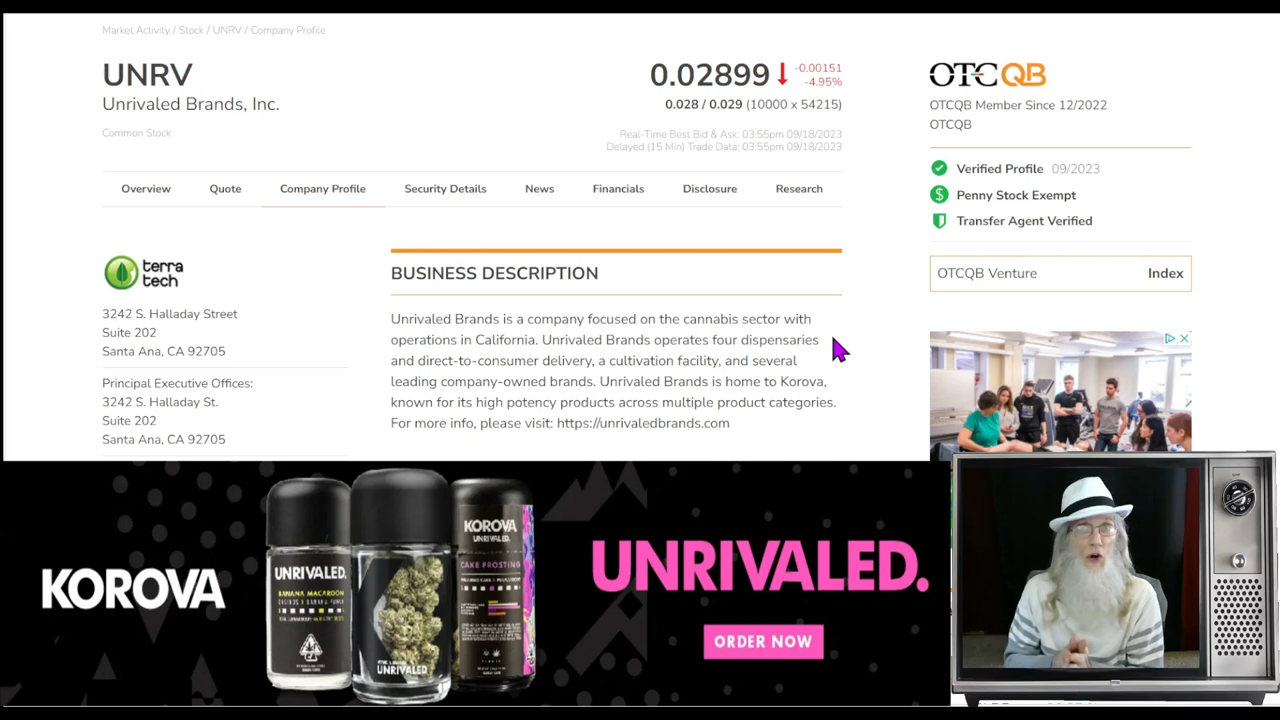 Market Activity / Stock / UNRV / Company Profile
UNRV
Unrivaled Brands, Inc.
Common Stock
0.02899
-0.00151
-4.95%
0.028 / 0.029 (10000 x 54215)
Real-Time Best Bid & Ask: 03:55pm 09/18/2023
Delayed (15 Min) Trade Data: 03:55pm 09/18/2023
OTCQB
OTCQB Member Since 12/2022
OTCQB
Verified Profile 09/2023
Penny Stock Exempt
Transfer Agent Verified
OTCQB Venture Index
Overview Quote Company Profile Security Details News Financials Disclosure Research
terra
tech
3242 S. Halladay Street
Suite 202
Santa Ana, CA 92705
Principal Executive Offices:
3242 S. Halladay St.
Suite 202
Santa Ana, CA 92705
BUSINESS DESCRIPTION
Unrivaled Brands is a company focused on the cannabis sector with
operations in California. Unrivaled Brands operates four dispensaries
and direct-to-consumer delivery, a cultivation facility, and several
leading company-owned brands. Unrivaled Brands is home to Korova,
known for its high potency products across multiple product categories.
For more info, please visit: https://unrivaledbrands.com
KOROVA
UNRIVALED.
BANANA MACAROON
UNRIVALED
KOROVA
UNRIVALED.
CAKE FROSTING
UNRIVALED.
ORDER NOW